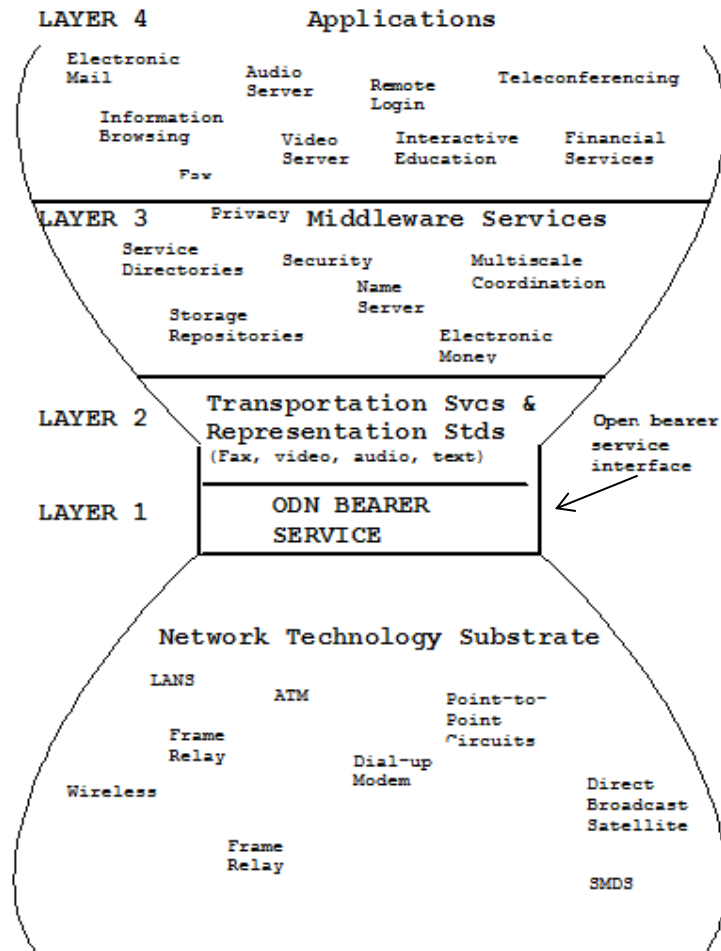 LAYER 4 Applications
Electronic
Mail
Audio
Server
Remote
Login
Teleconferencing
Information
Browsing
Video
Server
Interactive
Education
Financial
Services
Fax
LAYER 3 Privacy Middleware Services
Service
Directories
Security
Multiscale
Coordination
Name
Server
Storage
Repositories
Electronic
Money
LAYER 2
Transportation Svcs &
Representation Stds
(Fax, video, audio, text)
Open bearer
service
interface
LAYER 1
ODN BEARER
SERVICE
Network Technology Substrate
LANS
ATM
Point-to-
Point
Circuits
Frame
Relay
Dial-up
Modem
Wireless
Direct
Broadcast
Satellite
Frame
Relay
SMDS